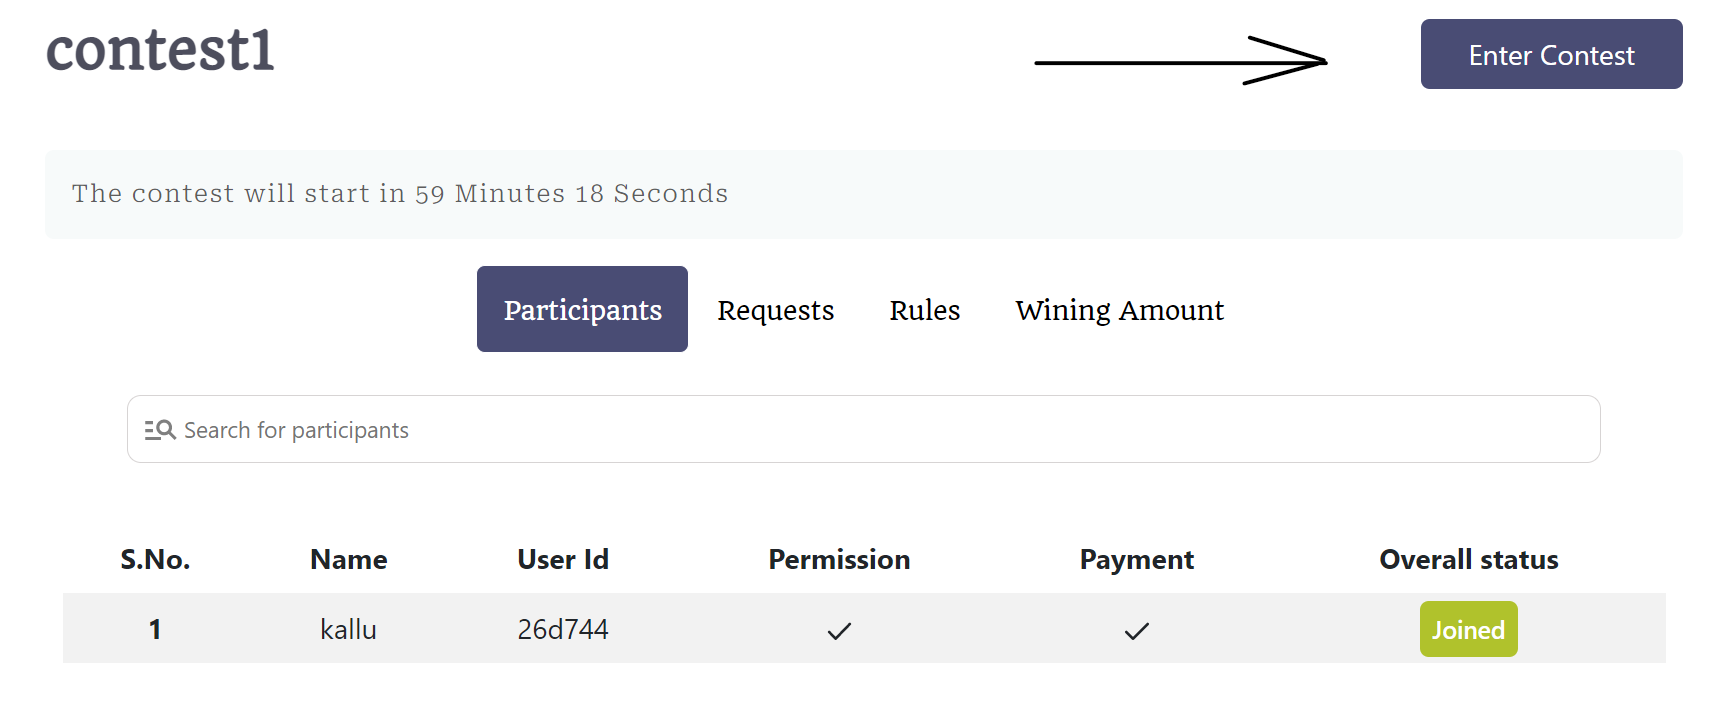 contest1
Enter Contest
The contest will start in 59 Minutes 18 Seconds
Participants Requests Rules Wining Amount
Search for participants
S.No. Name User Id Permission Payment Overall status
1 kallu 26d744 Joined